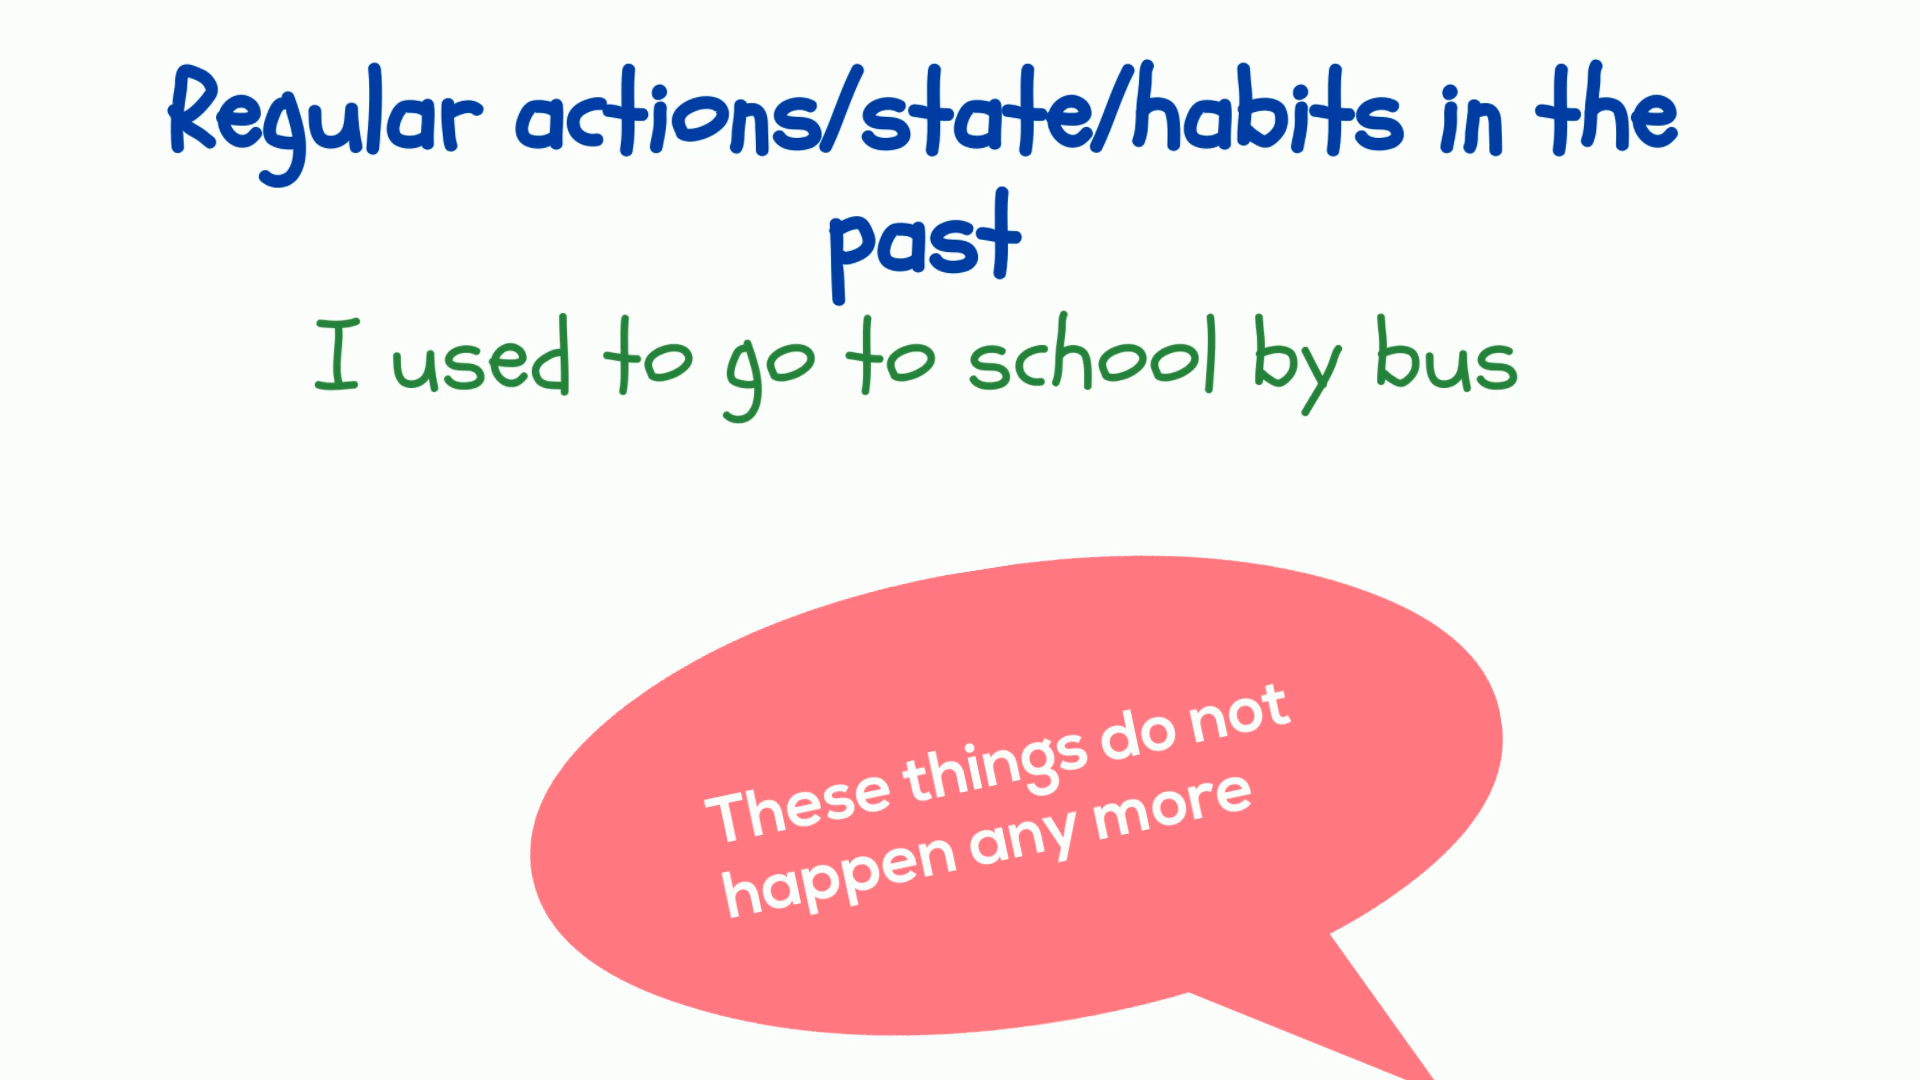 Regular actions/state/habits in the
past
I used to go to school by bus
These things do not
happen any more